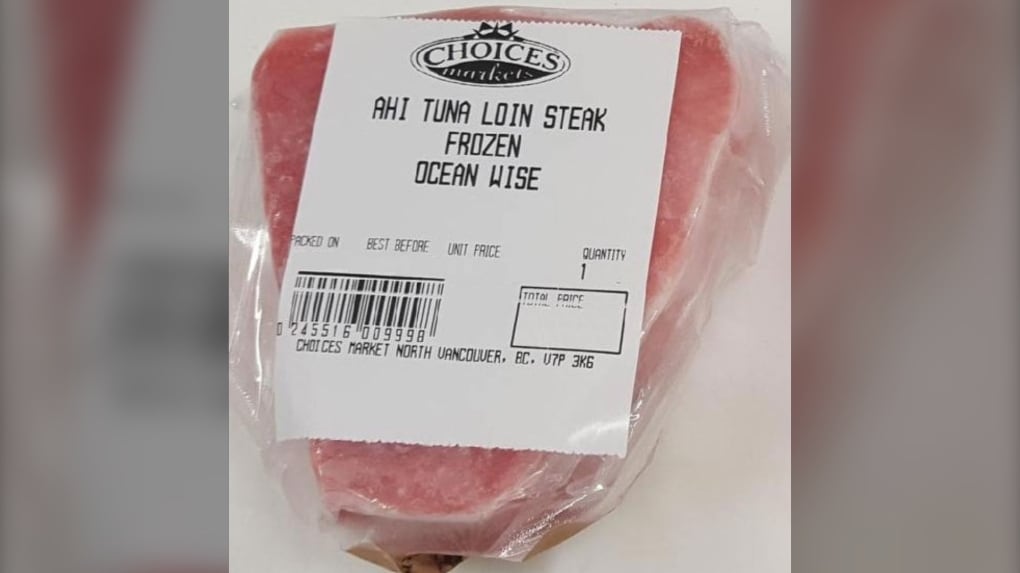 CHOICES
markets
AHI TUNA LOIN STEAK
FROZEN
OCEAN WISE
PACKED ON BEST BEFORE UNIT PRICE QUANTITY
1
TOTAL PRICE
0 245516 009998
CHOICES MARKET NORTH VANCOUVER, BC. V7P 3K6